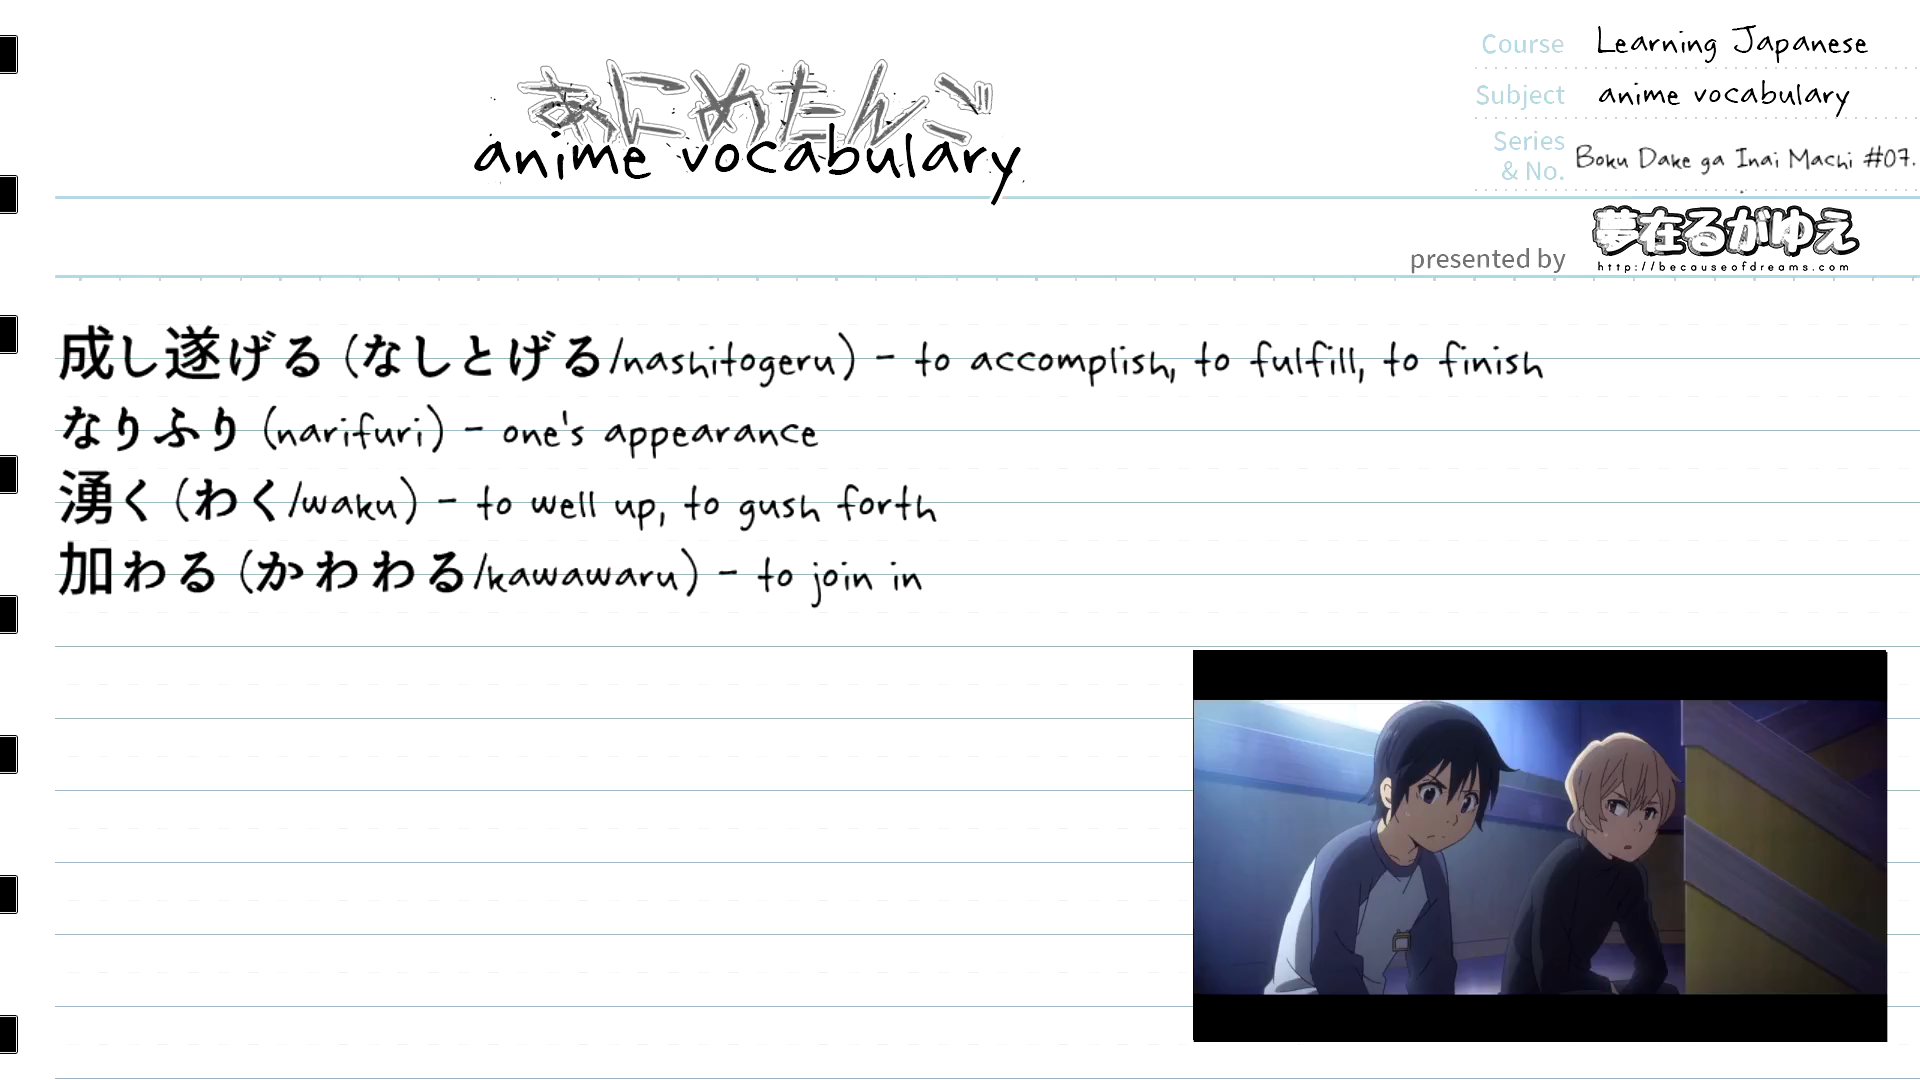 あにめたんご
anime vocabulary
Course Learning Japanese
Subject anime vocabulary
Series & No. Boku Dake ga Inai Machi #07.
presented by 夢在るがゆえ
http://becauseofdreams.com
成し遂げる (なしとげる/nashitogeru) - to accomplish, to fulfill, to finish
なりふり (narifuri) - one's appearance
湧く (わく/waku) - to well up, to gush forth
加わる (かわわる/kawawaru) - to join in